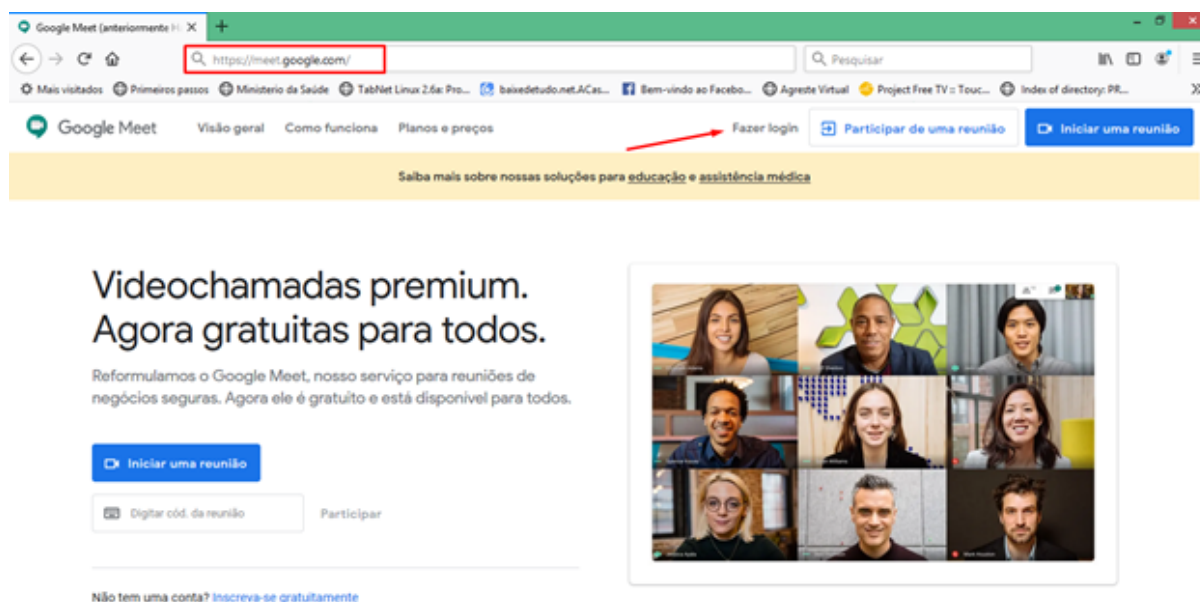 Google Meet (anteriormente H
https://meet.google.com/
Pesquisar
Mais visitados Primeiros passos Ministerio da Saúde TabNet Linux 2.6a: Pro... baixedetudo.net.ACas... Bem-vindo ao Facebo... Agreste Virtual Project Free TV :: Touc... Index of directory: PR...
Google Meet Visão geral Como funciona Planos e preços Fazer login Participar de uma reunião Iniciar uma reunião
Saiba mais sobre nossas soluções para educação e assistência médica
Videochamadas premium.
Agora gratuitas para todos.
Reformulamos o Google Meet, nosso serviço para reuniões de
negócios seguras. Agora ele é gratuito e está disponível para todos.
Iniciar uma reunião
Digitar cód. da reunião Participar
Não tem uma conta? Inscreva-se gratuitamente